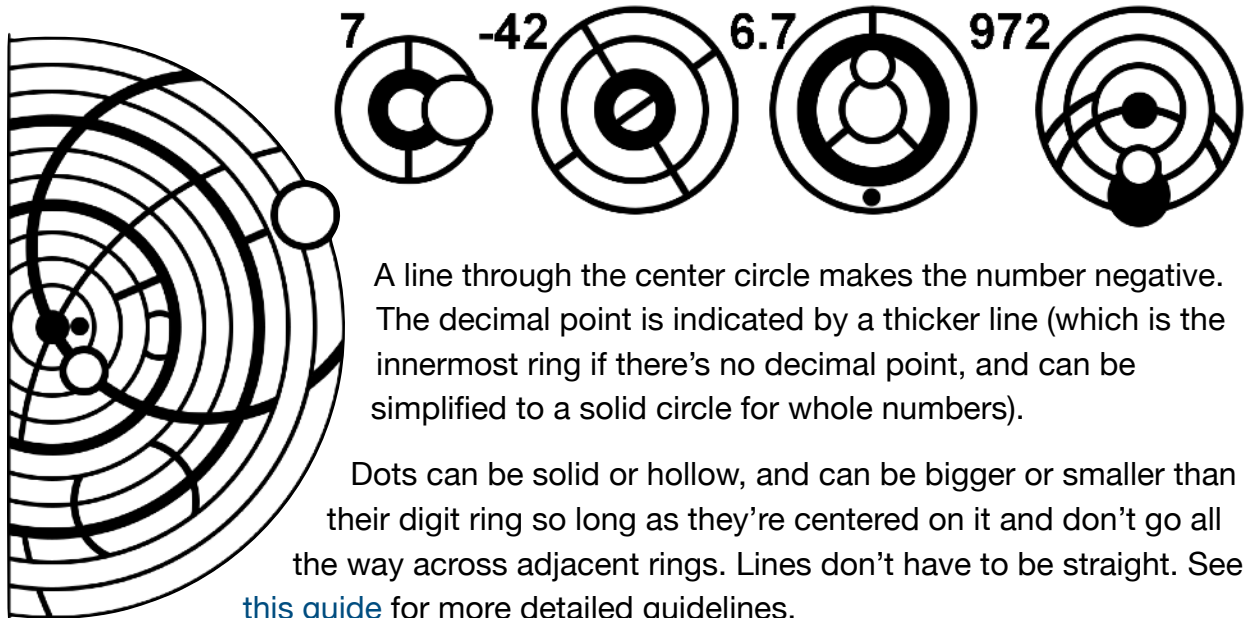 7 -42 6.7 972
A line through the center circle makes the number negative.
The decimal point is indicated by a thicker line (which is the
innermost ring if there’s no decimal point, and can be
simplified to a solid circle for whole numbers).
Dots can be solid or hollow, and can be bigger or smaller than
their digit ring so long as they’re centered on it and don’t go all
the way across adjacent rings. Lines don’t have to be straight. See
this guide for more detailed guidelines.